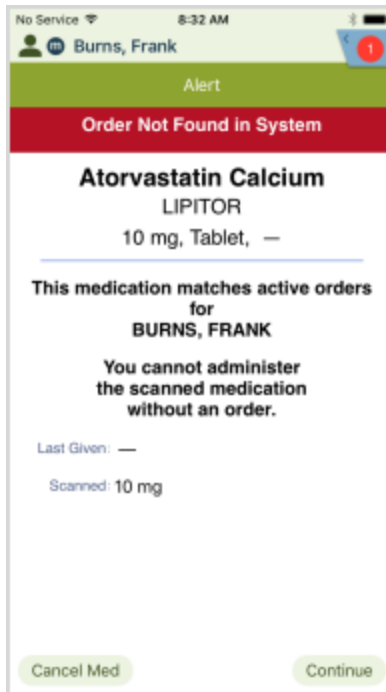 No Service 8:32 AM
m Burns, Frank 1
Alert
Order Not Found in System
Atorvastatin Calcium
LIPITOR
10 mg, Tablet, —
This medication matches active orders
for
BURNS, FRANK
You cannot administer
the scanned medication
without an order.
Last Given: —
Scanned: 10 mg
Cancel Med Continue